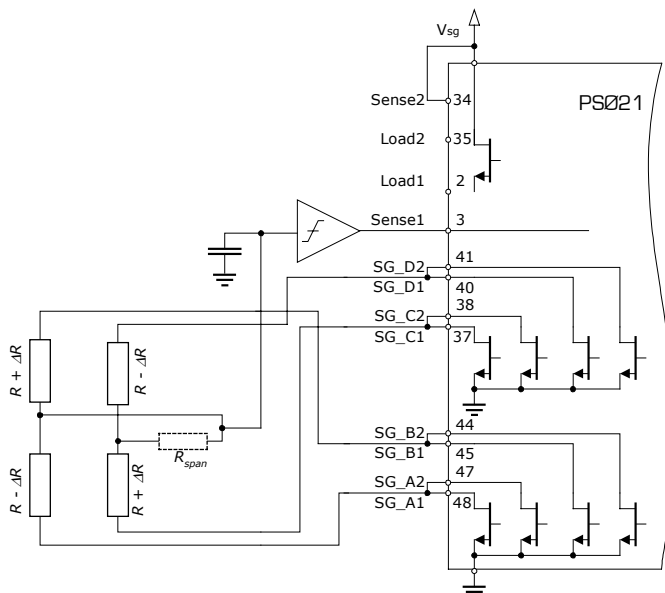 Vsg
Sense2
34
PSØ21
Load2
35
Load1
2
Sense1
3
41
SG_D2
SG_D1
40
38
SG_C2
SG_C1
37
R + ΔR
R - ΔR
Rspan
R - ΔR
R + ΔR
44
SG_B2
SG_B1
45
47
SG_A2
SG_A1
48